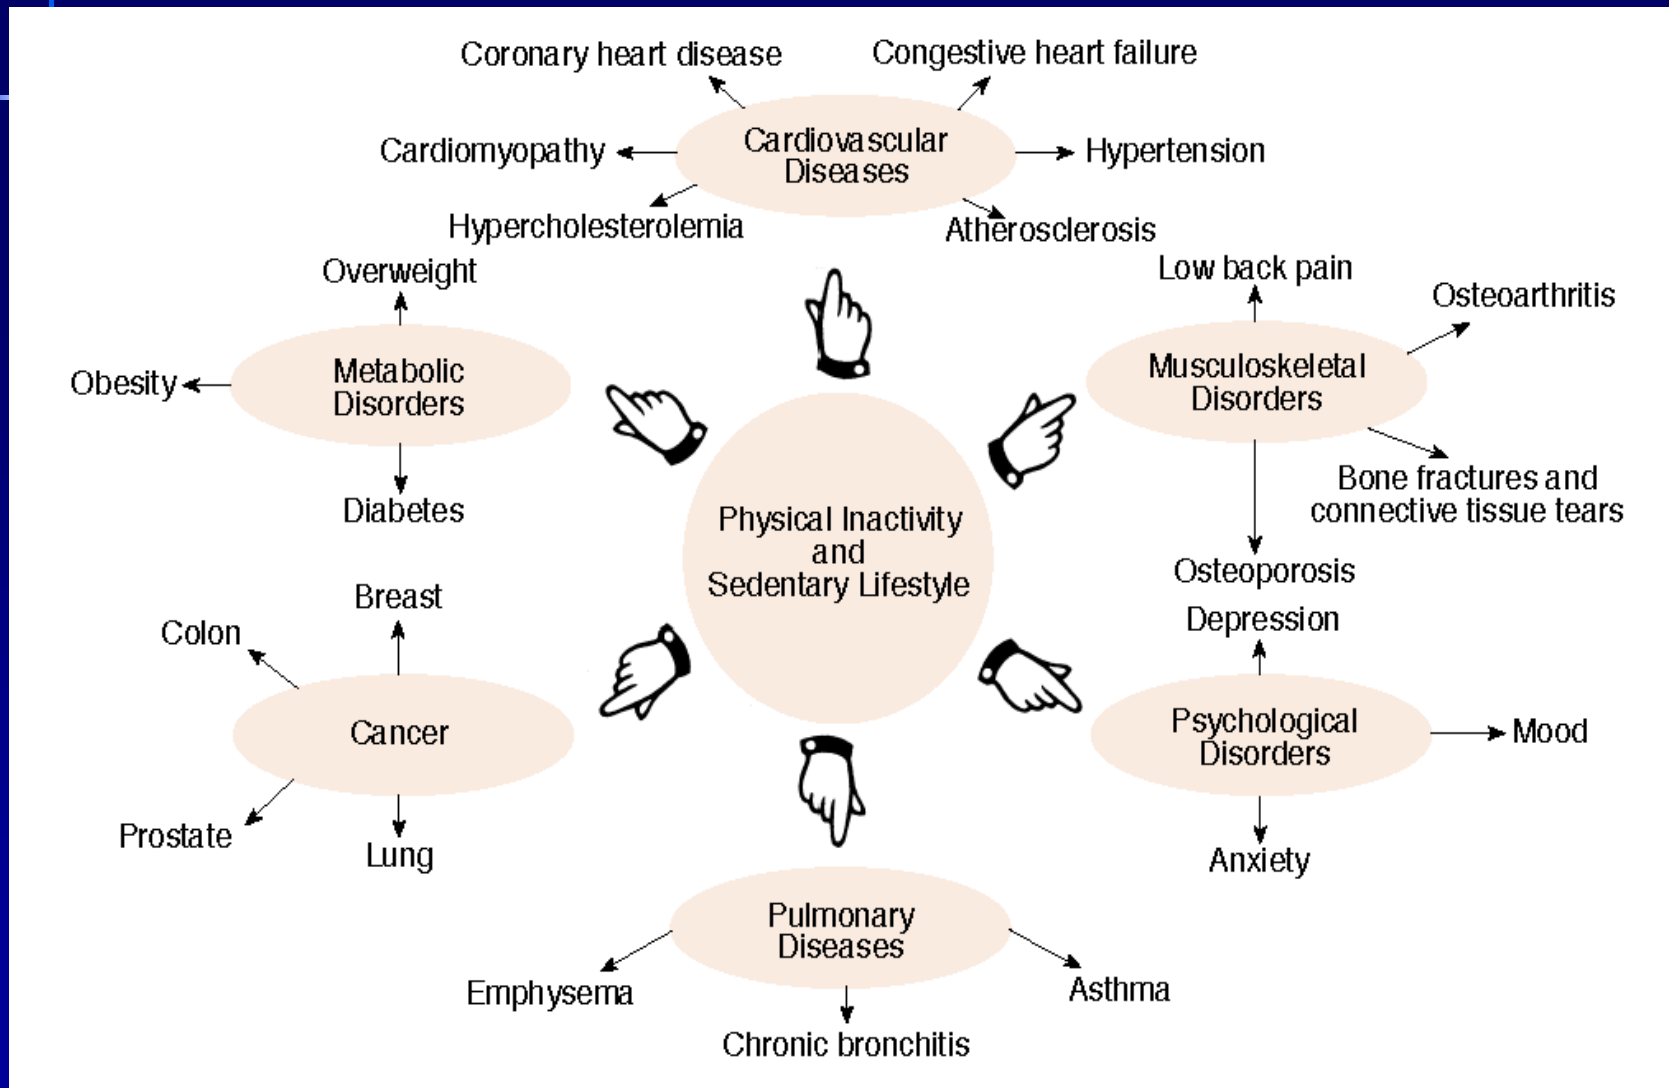 Coronary heart disease
Congestive heart failure
Cardiovascular
Diseases
Cardiomyopathy
Hypertension
Hypercholesterolemia
Atherosclerosis
Overweight
Metabolic
Disorders
Obesity
Diabetes
Low back pain
Osteoarthritis
Musculoskeletal
Disorders
Bone fractures and
connective tissue tears
Osteoporosis
Physical Inactivity
and
Sedentary Lifestyle
Breast
Colon
Cancer
Prostate
Lung
Depression
Psychological
Disorders
Mood
Anxiety
Pulmonary
Diseases
Emphysema
Asthma
Chronic bronchitis